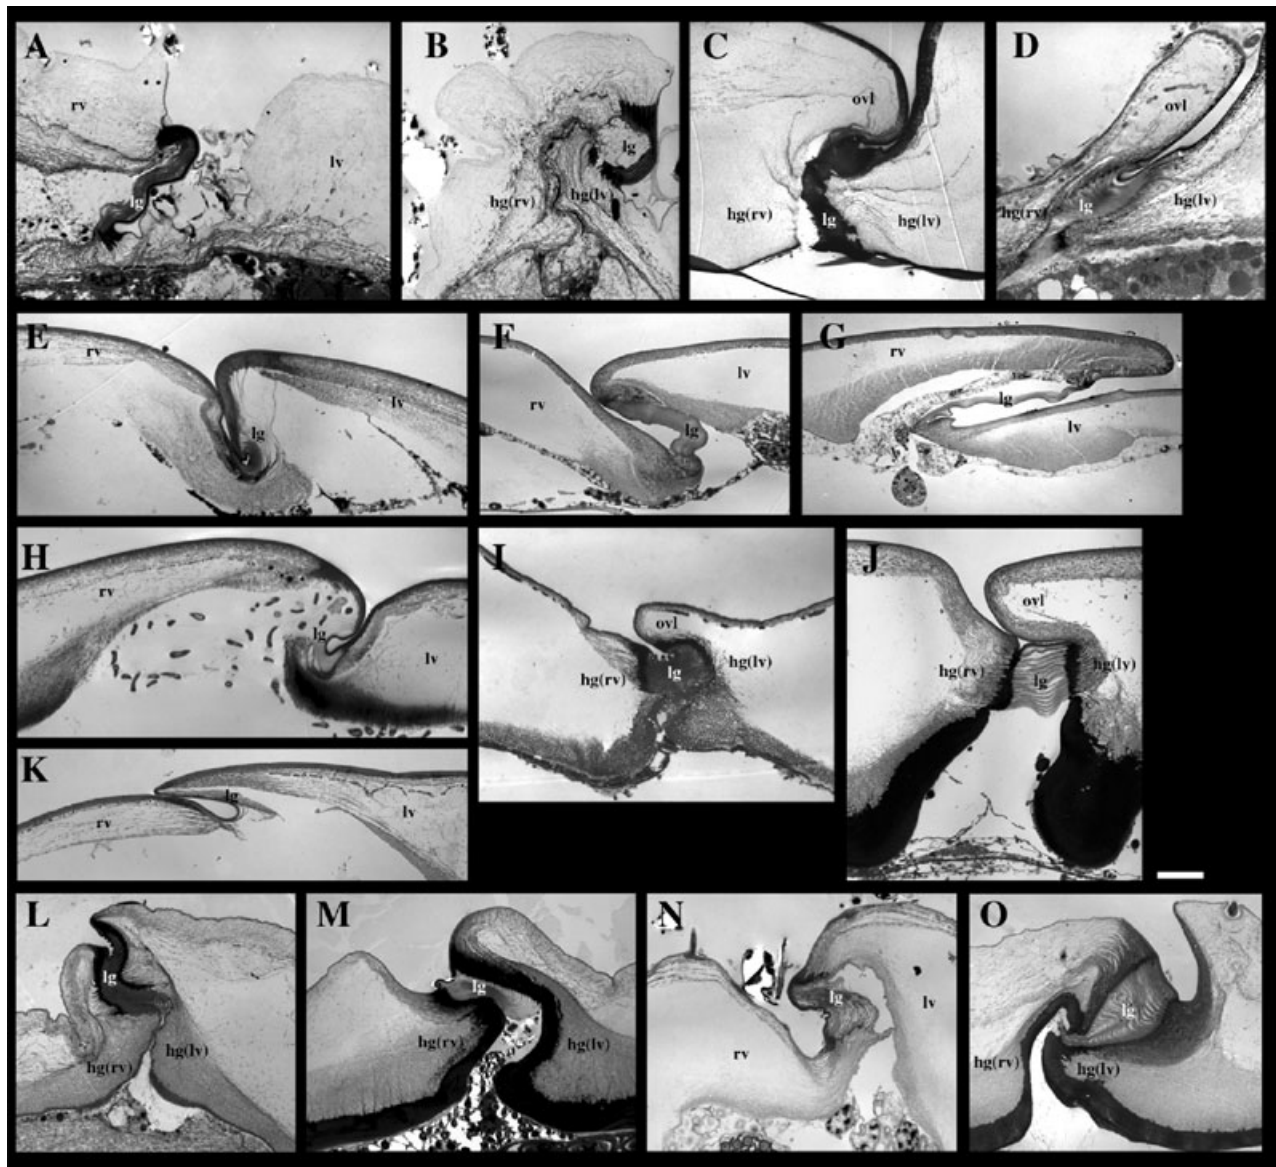 A
rv
lg
lv
B
hg(rv)
hg(lv)
lg
C
ovl
hg(rv)
lg
hg(lv)
D
ovl
hg(rv)
lg
hg(lv)
E
rv
lv
lg
F
rv
lv
lg
G
rv
lg
lv
H
rv
lg
lv
I
ovl
hg(rv)
lg
hg(lv)
J
ovl
hg(rv)
lg
hg(lv)
K
rv
lg
lv
L
lg
hg(rv)
hg(lv)
M
lg
hg(rv)
hg(lv)
N
lg
rv
lv
O
lg
hg(rv)
hg(lv)